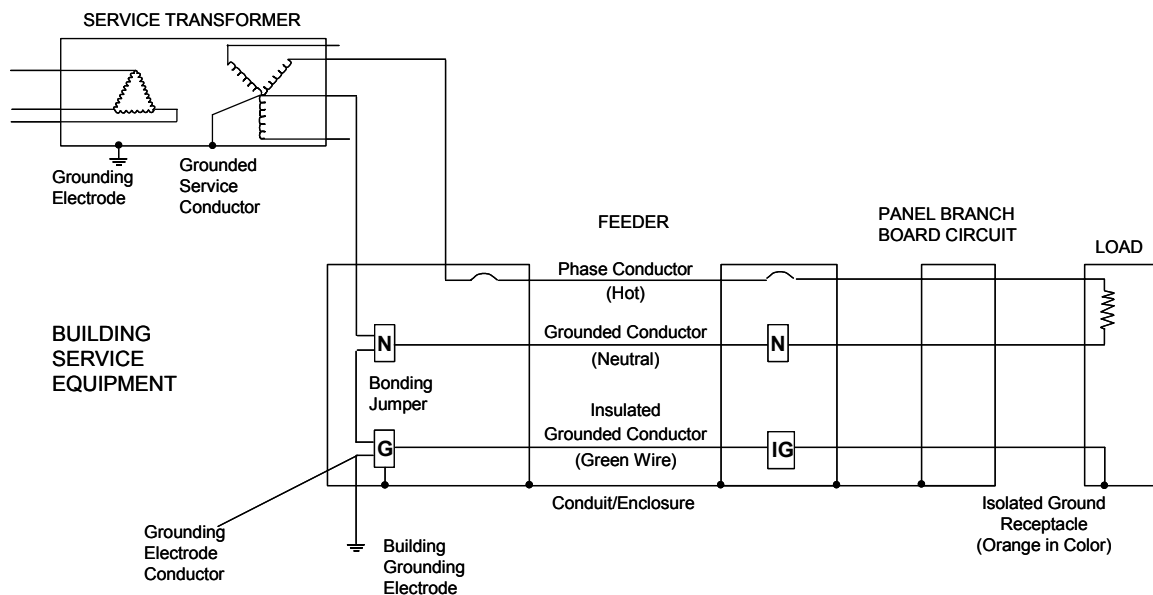 SERVICE TRANSFORMER
Grounding
Electrode
Grounded
Service
Conductor
FEEDER
PANEL BRANCH
BOARD CIRCUIT
LOAD
Phase Conductor
(Hot)
BUILDING
SERVICE
EQUIPMENT
N
Grounded Conductor
(Neutral)
N
Bonding
Jumper
Insulated
Grounded Conductor
(Green Wire)
G
IG
Conduit/Enclosure
Isolated Ground
Receptacle
(Orange in Color)
Grounding
Electrode
Conductor
Building
Grounding
Electrode